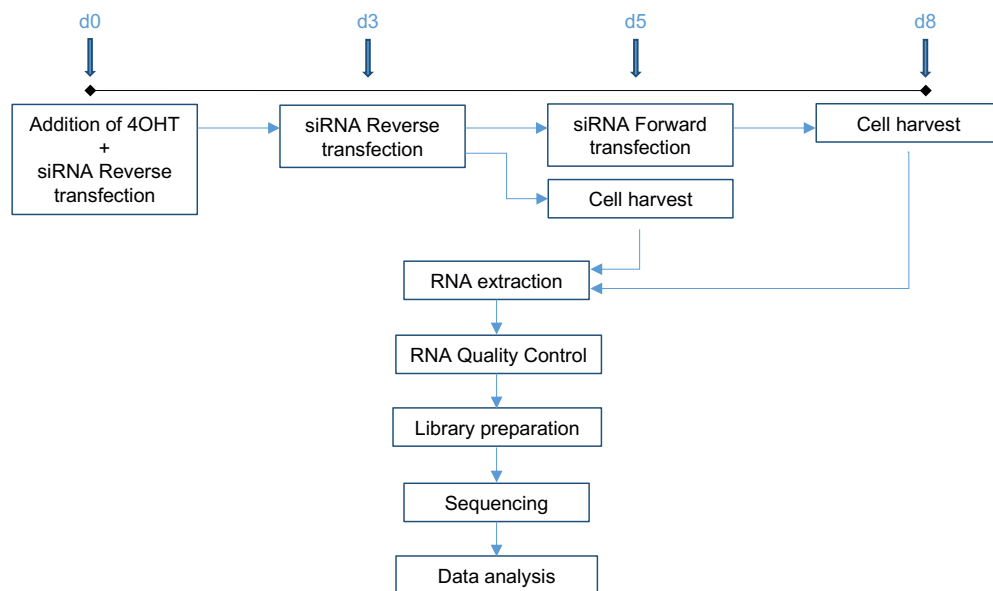 d0
d3
d5
d8
Addition of 4OHT
+
siRNA Reverse
transfection
siRNA Reverse
transfection
siRNA Forward
transfection
Cell harvest
Cell harvest
RNA extraction
RNA Quality Control
Library preparation
Sequencing
Data analysis